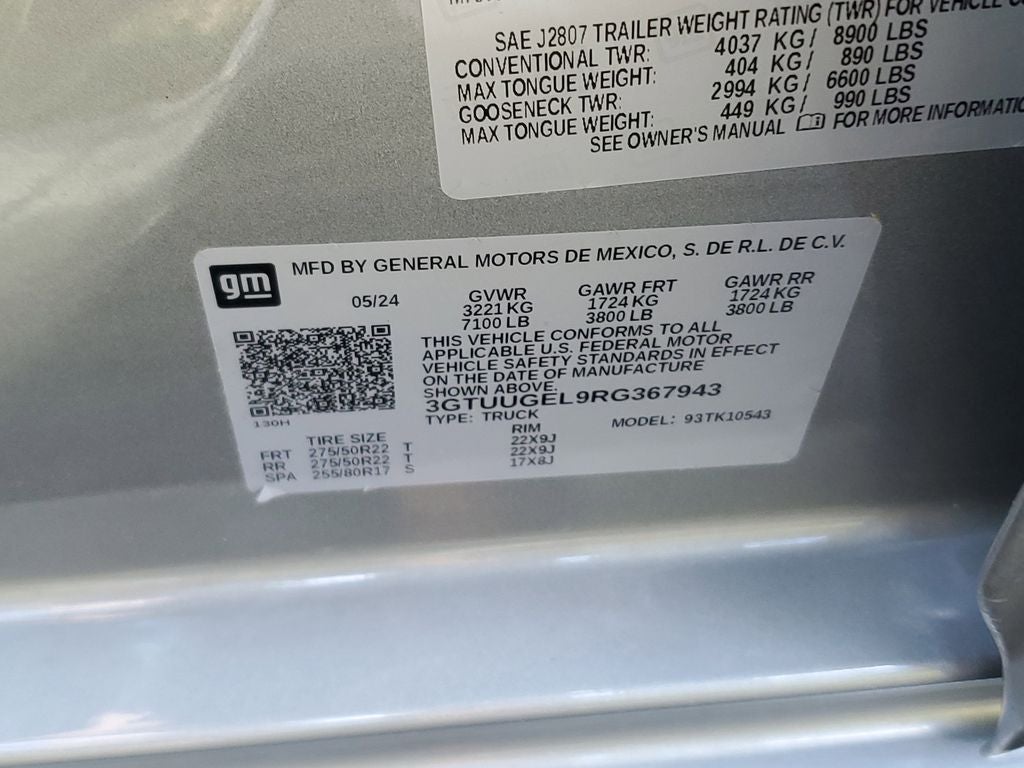 SAE J2807 TRAILER WEIGHT RATING (TWR) FOR VEHICLE
CONVENTIONAL TWR: 4037 KG/ 8900 LBS
MAX TONGUE WEIGHT: 404 KG/ 890 LBS
GOOSENECK TWR: 2994 KG/ 6600 LBS
MAX TONGUE WEIGHT: 449 KG/ 990 LBS
SEE OWNER'S MANUAL FOR MORE INFORMATIO
gm MFD BY GENERAL MOTORS DE MEXICO, S. DE R.L. DE C.V.
05/24 GVWR GAWR FRT GAWR RR
3221 KG 1724 KG 1724 KG
7100 LB 3800 LB 3800 LB
THIS VEHICLE CONFORMS TO ALL
APPLICABLE U.S. FEDERAL MOTOR
VEHICLE SAFETY STANDARDS IN EFFECT
ON THE DATE OF MANUFACTURE
SHOWN ABOVE.
3GTUUGEL9RG367943
TYPE: TRUCK MODEL: 93TK10543
130H
TIRE SIZE RIM
FRT 275/50R22 T 22X9J
RR 275/50R22 T 22X9J
SPA 255/80R17 S 17X8J